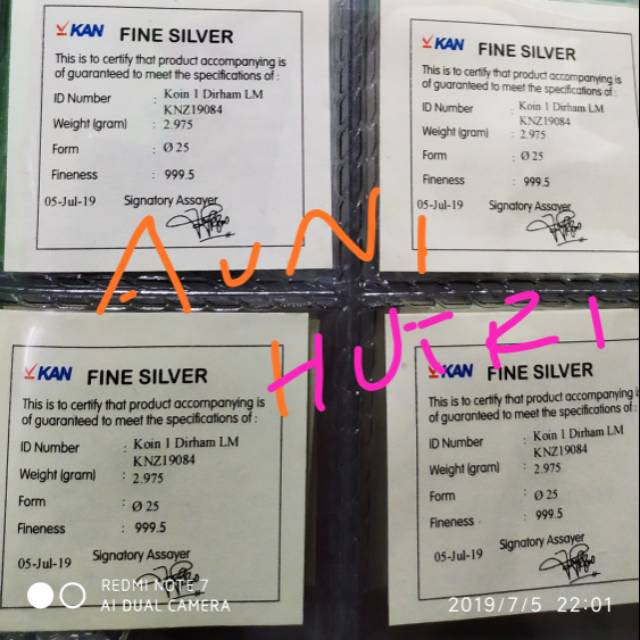 KAN FINE SILVER
This is to certify that product accompanying is
of guaranteed to meet the specifications of :
ID Number : Koin 1 Dirham LM
KNZ19084
Weight (gram) : 2.975
Form : Ø 25
Fineness : 999.5
05-Jul-19 Signatory Assayer
KAN FINE SILVER
This is to certify that product accompanying is
of guaranteed to meet the specifications of :
ID Number : Koin 1 Dirham LM
KNZ19084
Weight (gram) : 2.975
Form : Ø 25
Fineness : 999.5
05-Jul-19 Signatory Assayer
AUNI
HUTRI
KAN FINE SILVER
This is to certify that product accompanying is
of guaranteed to meet the specifications of :
ID Number : Koin 1 Dirham LM
KNZ19084
Weight (gram) : 2.975
Form : Ø 25
Fineness : 999.5
05-Jul-19 Signatory Assayer
KAN FINE SILVER
This is to certify that product accompanying is
of guaranteed to meet the specifications of :
ID Number : Koin 1 Dirham LM
KNZ19084
Weight (gram) : 2.975
Form : Ø 25
Fineness : 999.5
05-Jul-19 Signatory Assayer
REDMI NOTE 7
AI DUAL CAMERA
2019/7/5 22:01